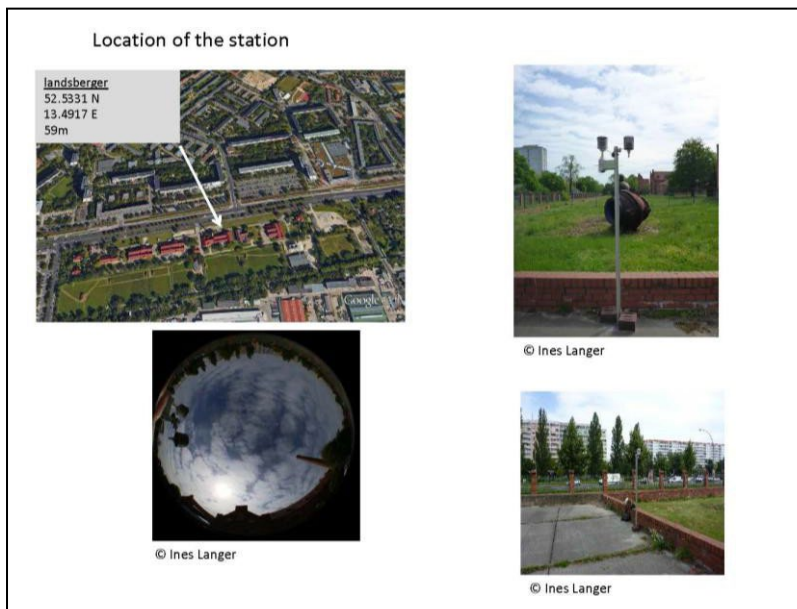 Location of the station
landsberger
52.5331 N
13.4917 E
59m
Google
© Ines Langer
© Ines Langer
© Ines Langer